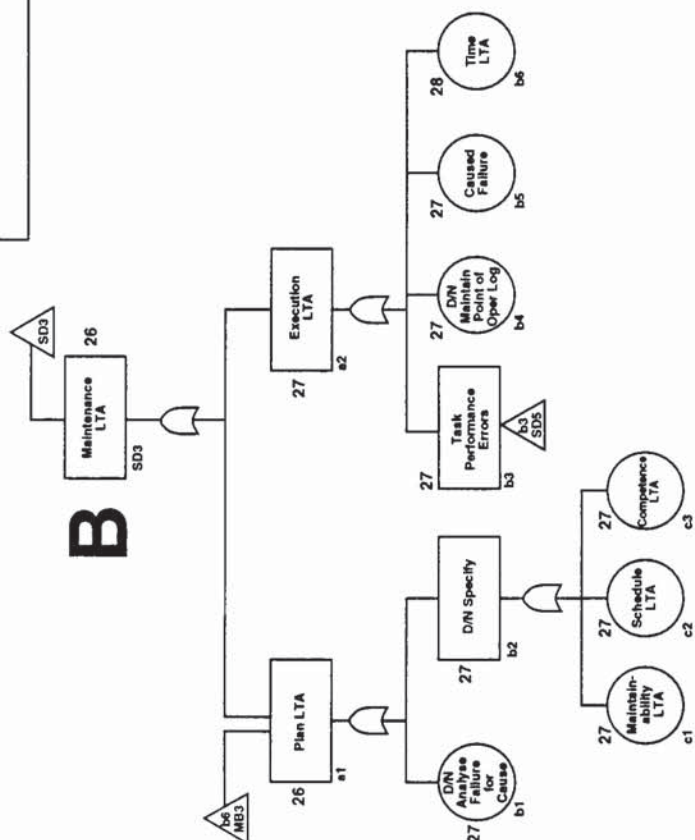 B
SD3
Maintenance
LTA
26
SD3
b6
MB3
26
Plan LTA
a1
27
Execution
LTA
a2
27
D/N
Analyse
Failure
for
Cause
b1
27
D/N Specify
b2
27
Task
Performance
Errors
b3
b3
SD5
27
D/N
Maintain
Point of
Oper Log
b4
27
Caused
Failure
b5
28
Time
LTA
b6
27
Maintain-
ability
LTA
c1
27
Schedule
LTA
c2
27
Competence
LTA
c3